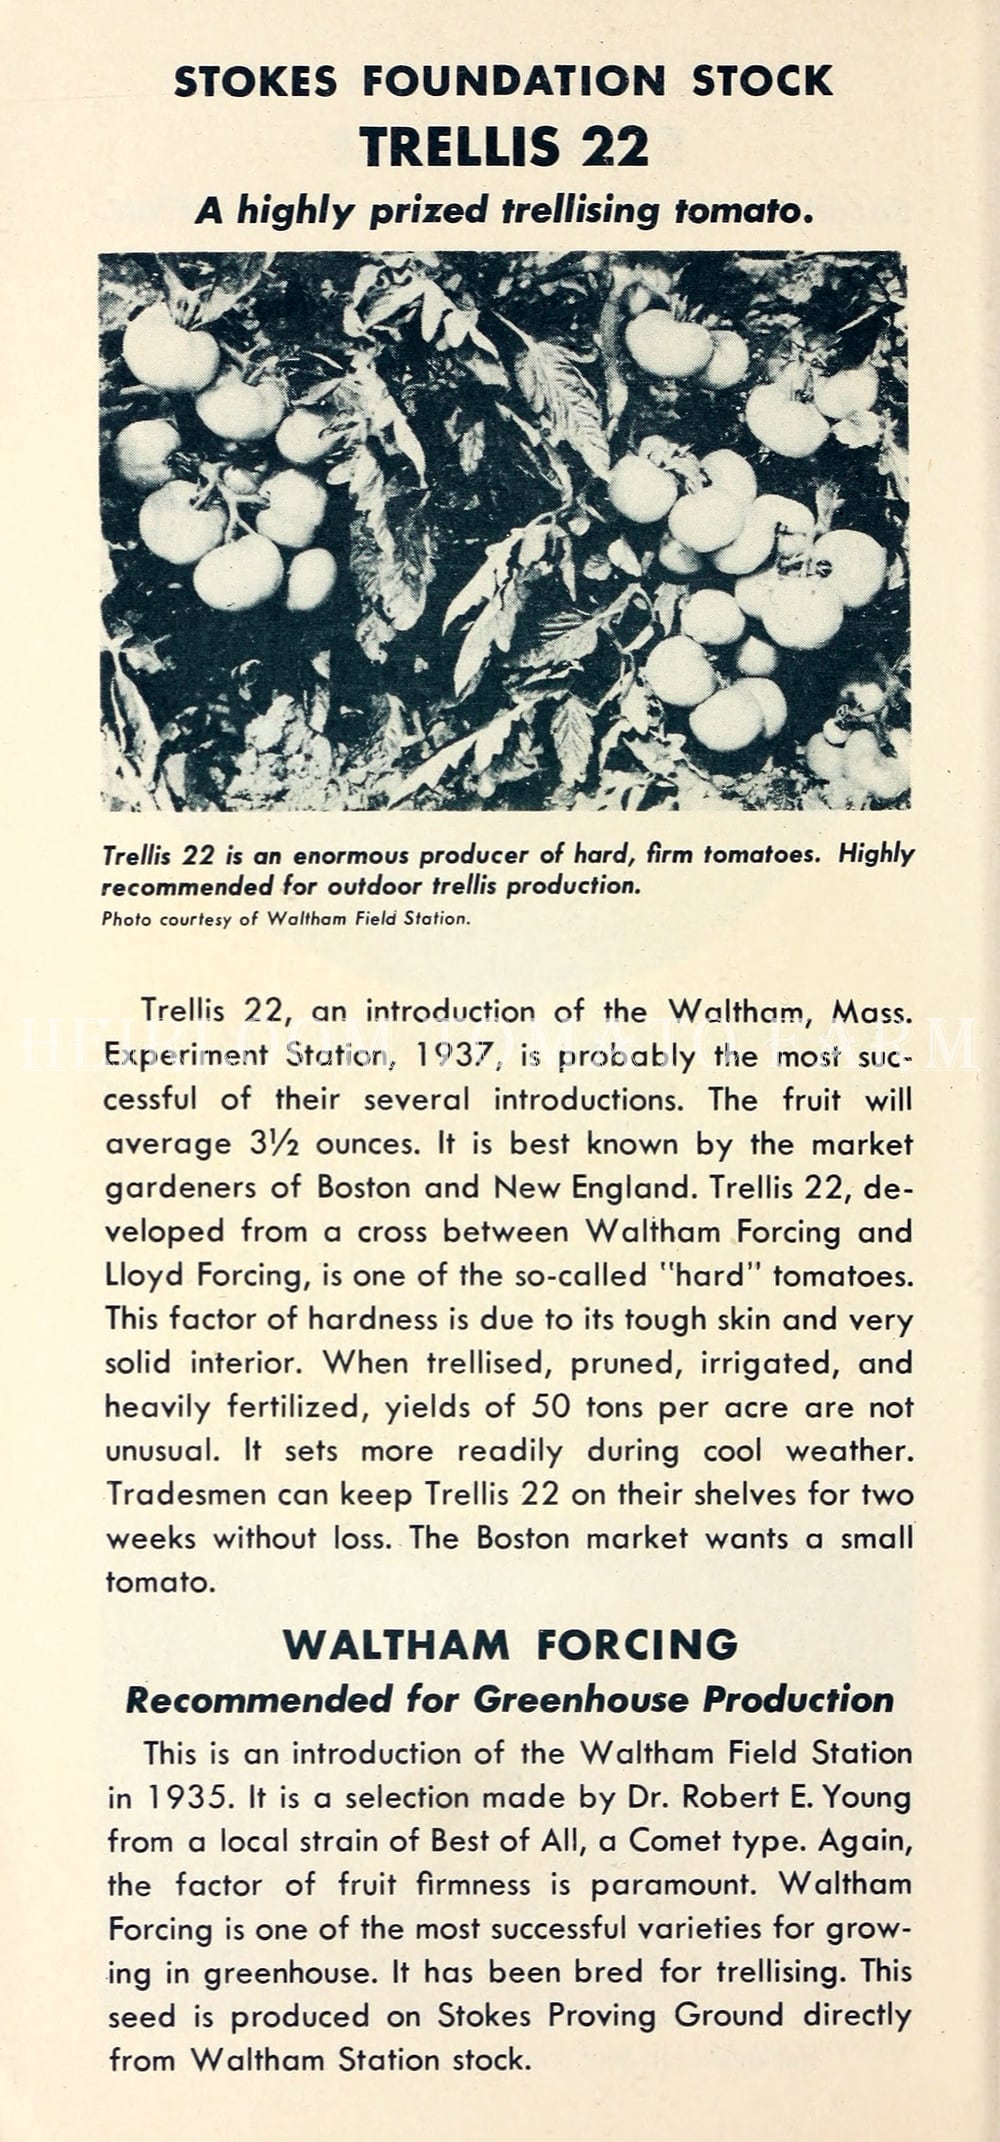 STOKES FOUNDATION STOCK
TRELLIS 22
A highly prized trellising tomato.
Trellis 22 is an enormous producer of hard, firm tomatoes. Highly
recommended for outdoor trellis production.
Photo courtesy of Waltham Field Station.
Trellis 22, an introduction of the Waltham, Mass.
HEIRLOOM TOMATO FARM
Experiment Station, 1937, is probably the most suc-
cessful of their several introductions. The fruit will
average 3½ ounces. It is best known by the market
gardeners of Boston and New England. Trellis 22, de-
veloped from a cross between Waltham Forcing and
Lloyd Forcing, is one of the so-called "hard" tomatoes.
This factor of hardness is due to its tough skin and very
solid interior. When trellised, pruned, irrigated, and
heavily fertilized, yields of 50 tons per acre are not
unusual. It sets more readily during cool weather.
Tradesmen can keep Trellis 22 on their shelves for two
weeks without loss. The Boston market wants a small
tomato.
WALTHAM FORCING
Recommended for Greenhouse Production
This is an introduction of the Waltham Field Station
in 1935. It is a selection made by Dr. Robert E. Young
from a local strain of Best of All, a Comet type. Again,
the factor of fruit firmness is paramount. Waltham
Forcing is one of the most successful varieties for grow-
ing in greenhouse. It has been bred for trellising. This
seed is produced on Stokes Proving Ground directly
from Waltham Station stock.